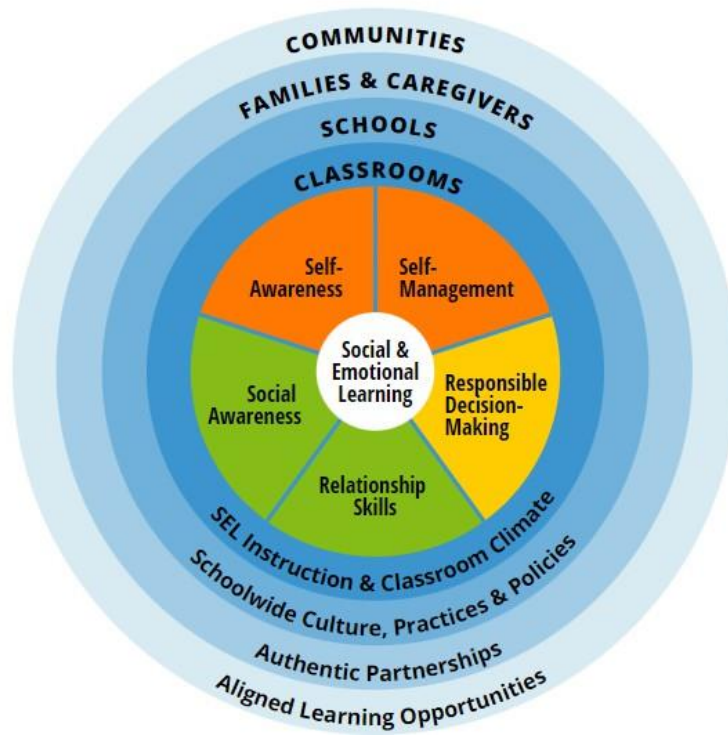 COMMUNITIES
FAMILIES & CAREGIVERS
SCHOOLS
CLASSROOMS
Self-
Awareness
Self-
Management
Social &
Emotional
Learning
Social
Awareness
Responsible
Decision-
Making
Relationship
Skills
SEL Instruction & Classroom Climate
Schoolwide Culture, Practices & Policies
Authentic Partnerships
Aligned Learning Opportunities